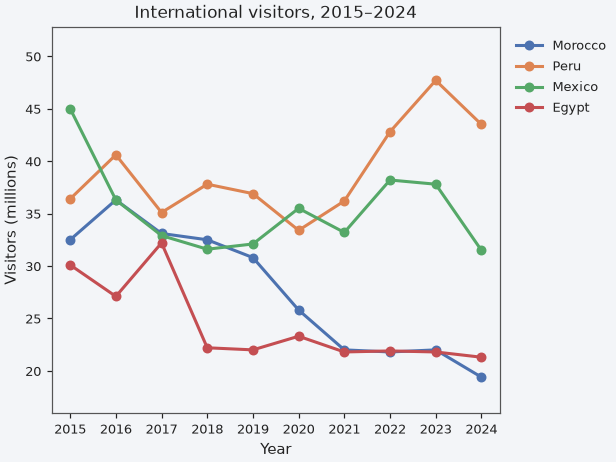 International visitors, 2015–2024
Visitors (millions)
50
45
40
35
30
25
20
2015 2016 2017 2018 2019 2020 2021 2022 2023 2024
Year
Morocco
Peru
Mexico
Egypt